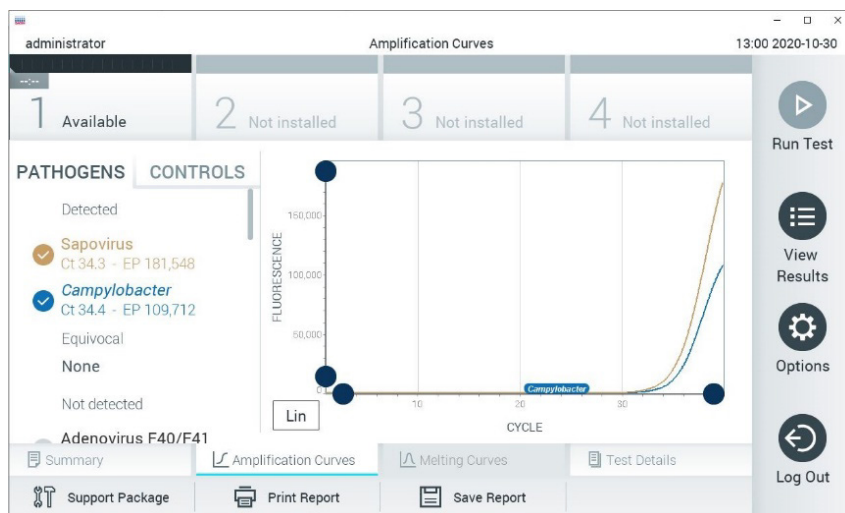 administrator
Amplification Curves
13:00 2020-10-30
--:--
1 Available
2 Not installed
3 Not installed
4 Not installed
Run Test
View
Results
Options
Log Out
PATHOGENS CONTROLS
Detected
Sapovirus
Ct 34.3 - EP 181,548
Campylobacter
Ct 34.4 - EP 109,712
Equivocal
None
Not detected
Adenovirus F40/F41
FLUORESCENCE
150,000
100,000
50,000
0
Campylobacter
10 20 30
CYCLE
Lin
Summary
Amplification Curves
Melting Curves
Test Details
Support Package
Print Report
Save Report